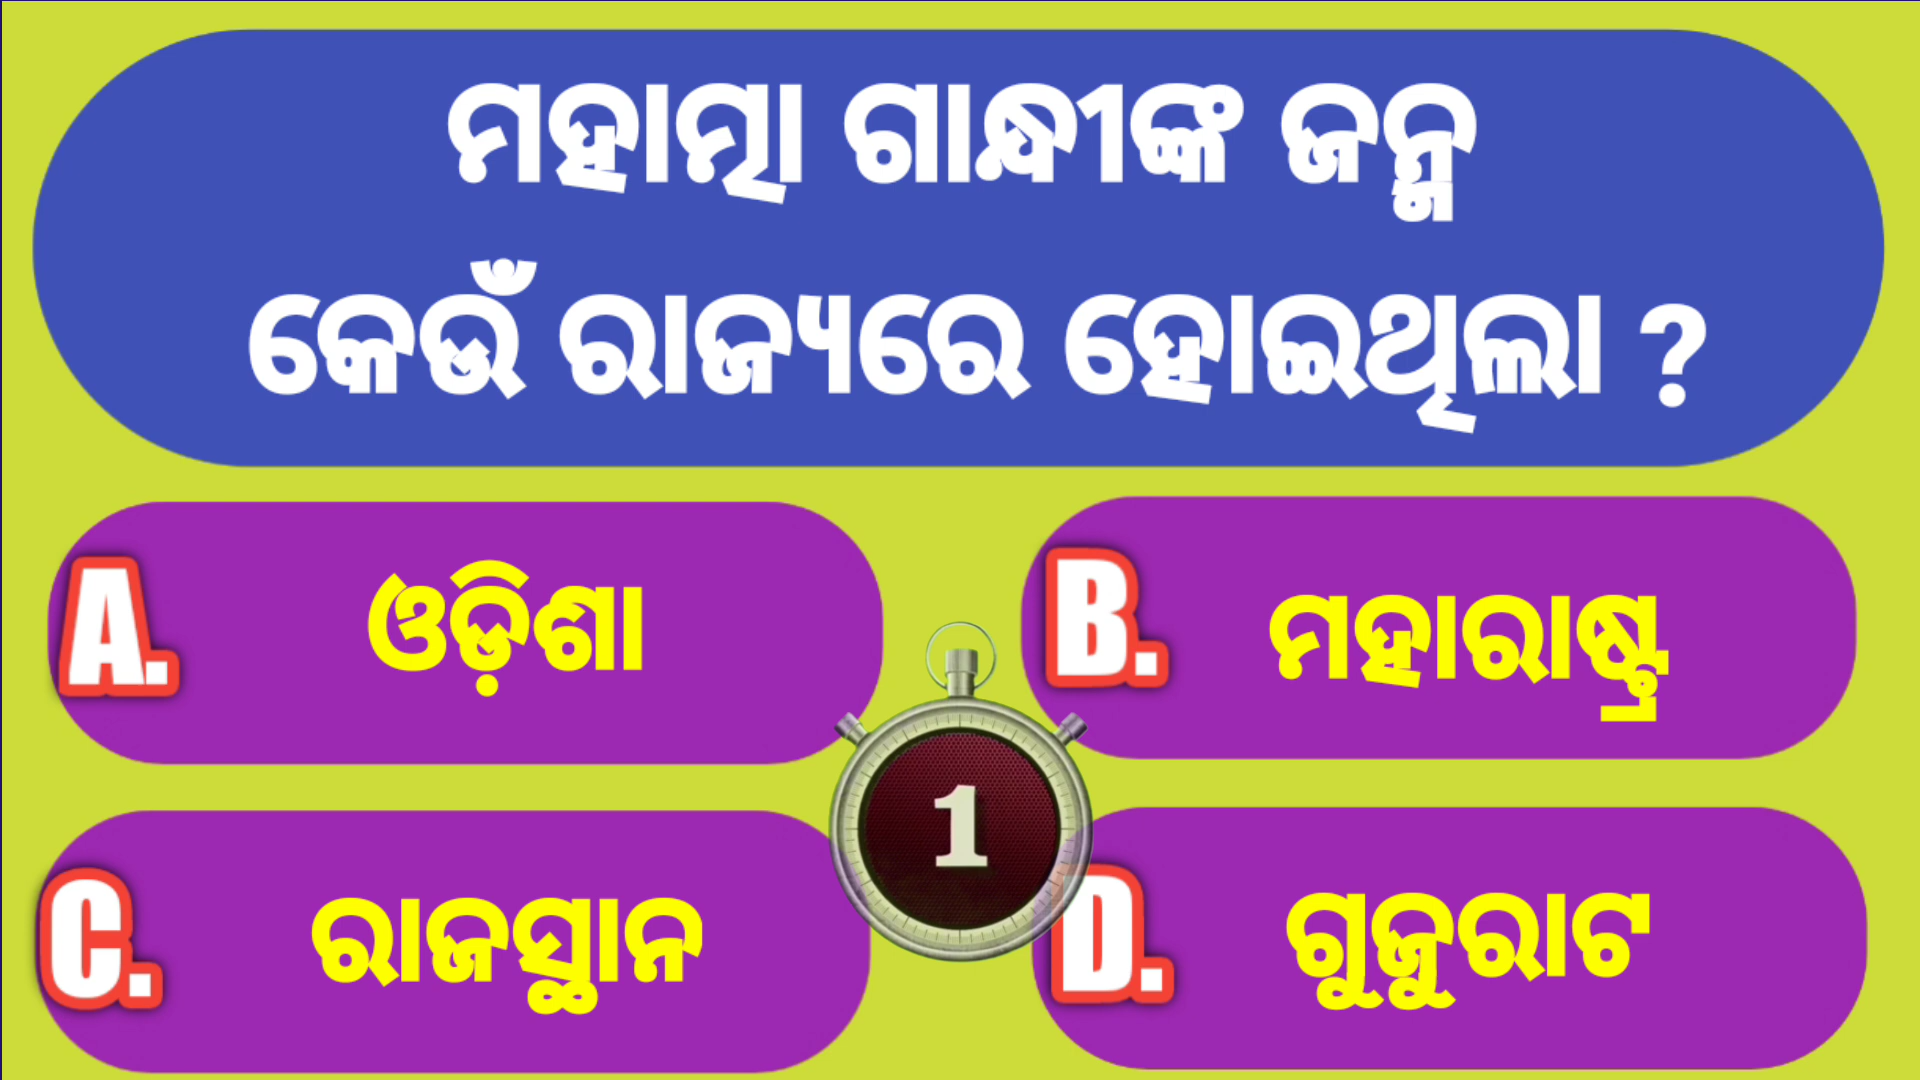 ମହାତ୍ମା ଗାନ୍ଧୀଙ୍କ ଜନ୍ମ
କେଉଁ ରାଜ୍ୟରେ ହୋଇଥିଲା ?
A. ଓଡ଼ିଶା
B. ମହାରାଷ୍ଟ୍ର
1
C. ରାଜସ୍ଥାନ
D. ଗୁଜୁରାଟ